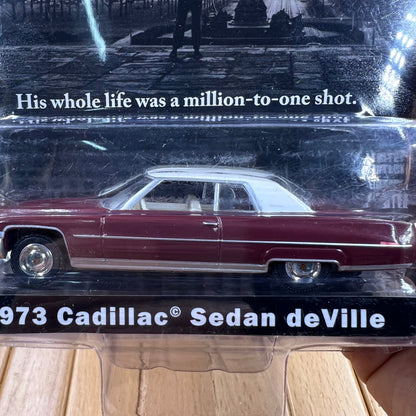 His whole life was a million-to-one shot.
973 Cadillac© Sedan deVille